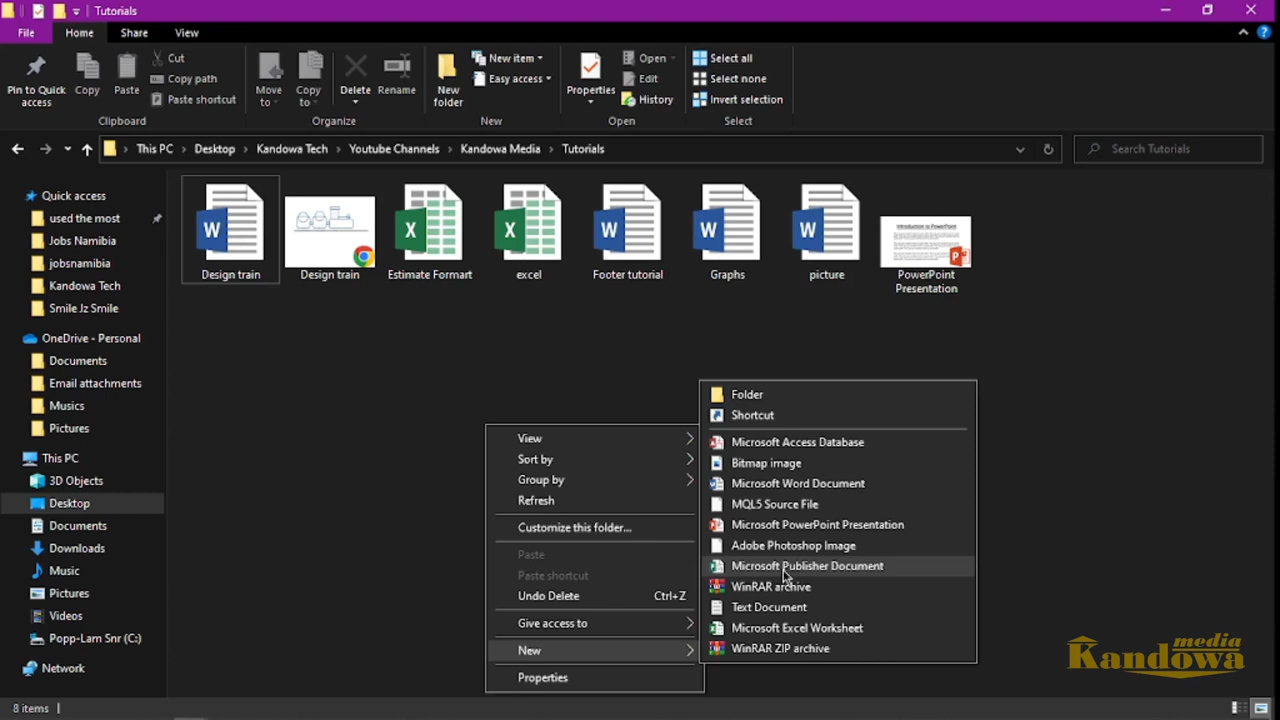 Tutorials
File
Home
Share
View
Pin to Quick
access
Copy
Paste
Cut
Copy path
Paste shortcut
Clipboard
Move
to
Copy
to
Delete
Rename
Organize
New
folder
New item
Easy access
New
Properties
Open
Edit
History
Open
Select all
Select none
Invert selection
Select
This PC
Desktop
Kandowa Tech
Youtube Channels
Kandowa Media
Tutorials
Search Tutorials
Quick access
used the most
Jobs Namibia
jobsnamibia
Kandowa Tech
Smile Jz Smile
OneDrive - Personal
Documents
Email attachments
Musics
Pictures
This PC
3D Objects
Desktop
Documents
Downloads
Music
Pictures
Videos
Popp-Lam Snr (C:)
Network
Design train
Design train
Estimate Formart
excel
Footer tutorial
Graphs
picture
Introduction to PowerPoint
PowerPoint
Presentation
View
Sort by
Group by
Refresh
Customize this folder...
Paste
Paste shortcut
Undo Delete Ctrl+Z
Give access to
New
Properties
Folder
Shortcut
Microsoft Access Database
Bitmap image
Microsoft Word Document
MQL5 Source File
Microsoft PowerPoint Presentation
Adobe Photoshop Image
Microsoft Publisher Document
WinRAR archive
Text Document
Microsoft Excel Worksheet
WinRAR ZIP archive
media
Kandowa
8 items